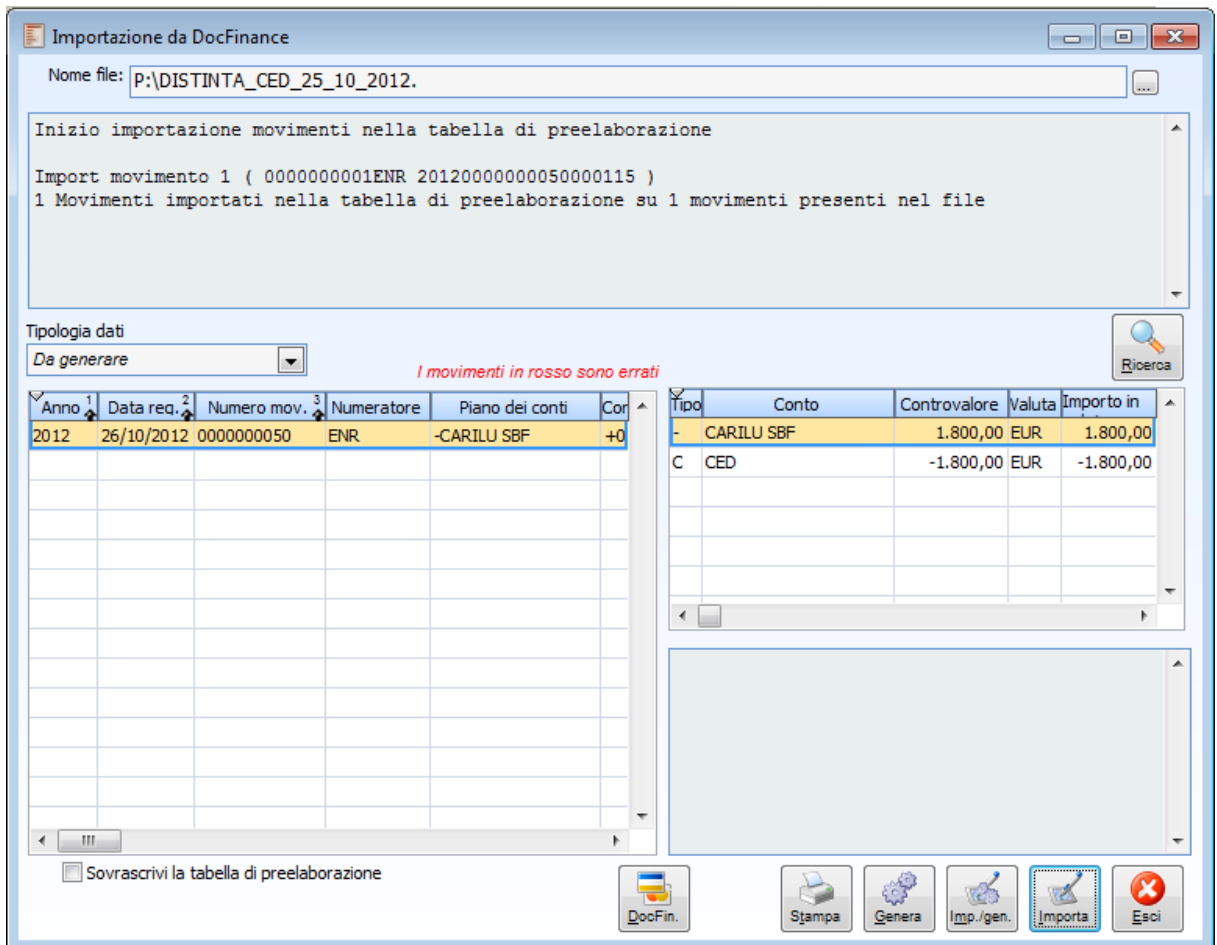 Importazione da DocFinance
Nome file: P:\DISTINTA_CED_25_10_2012.
...
Inizio importazione movimenti nella tabella di preelaborazione
Import movimento 1 ( 0000000001ENR 20120000000050000115 )
1 Movimenti importati nella tabella di preelaborazione su 1 movimenti presenti nel file
Tipologia dati
Da generare
I movimenti in rosso sono errati
Ricerca
Anno 1 Data reg. 2 Numero mov. 3 Numeratore Piano dei conti Cor
2012 26/10/2012 0000000050 ENR -CARILU SBF +0
Tipo Conto Controvalore Valuta Importo in
- CARILU SBF 1.800,00 EUR 1.800,00
C CED -1.800,00 EUR -1.800,00
Sovrascrivi la tabella di preelaborazione
DocFin. Stampa Genera Imp./gen. Importa Esci